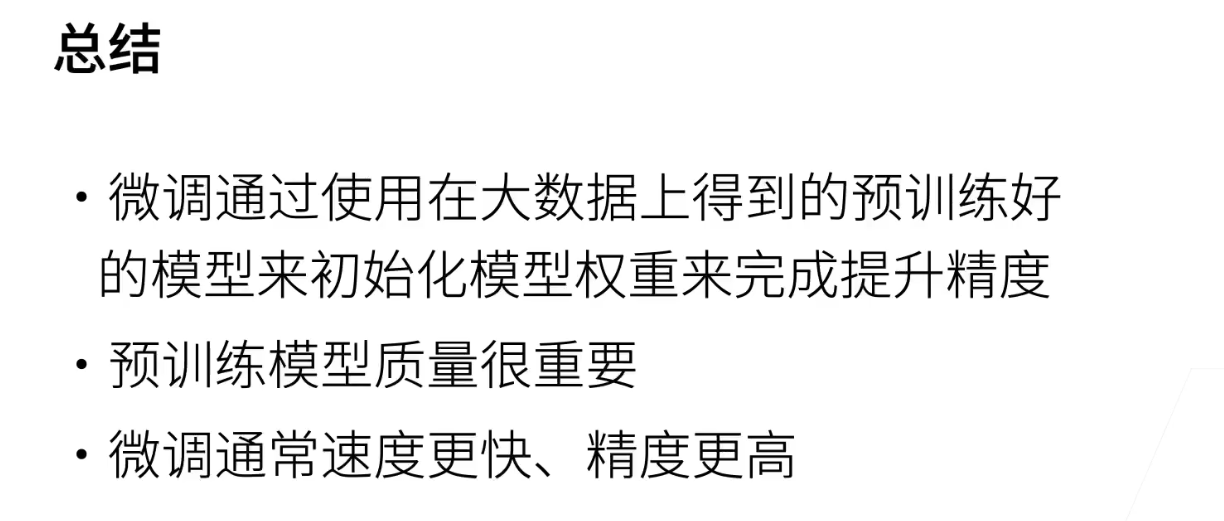 总结
• 微调通过使用在大数据上得到的预训练好
的模型来初始化模型权重来完成提升精度
• 预训练模型质量很重要
• 微调通常速度更快、精度更高